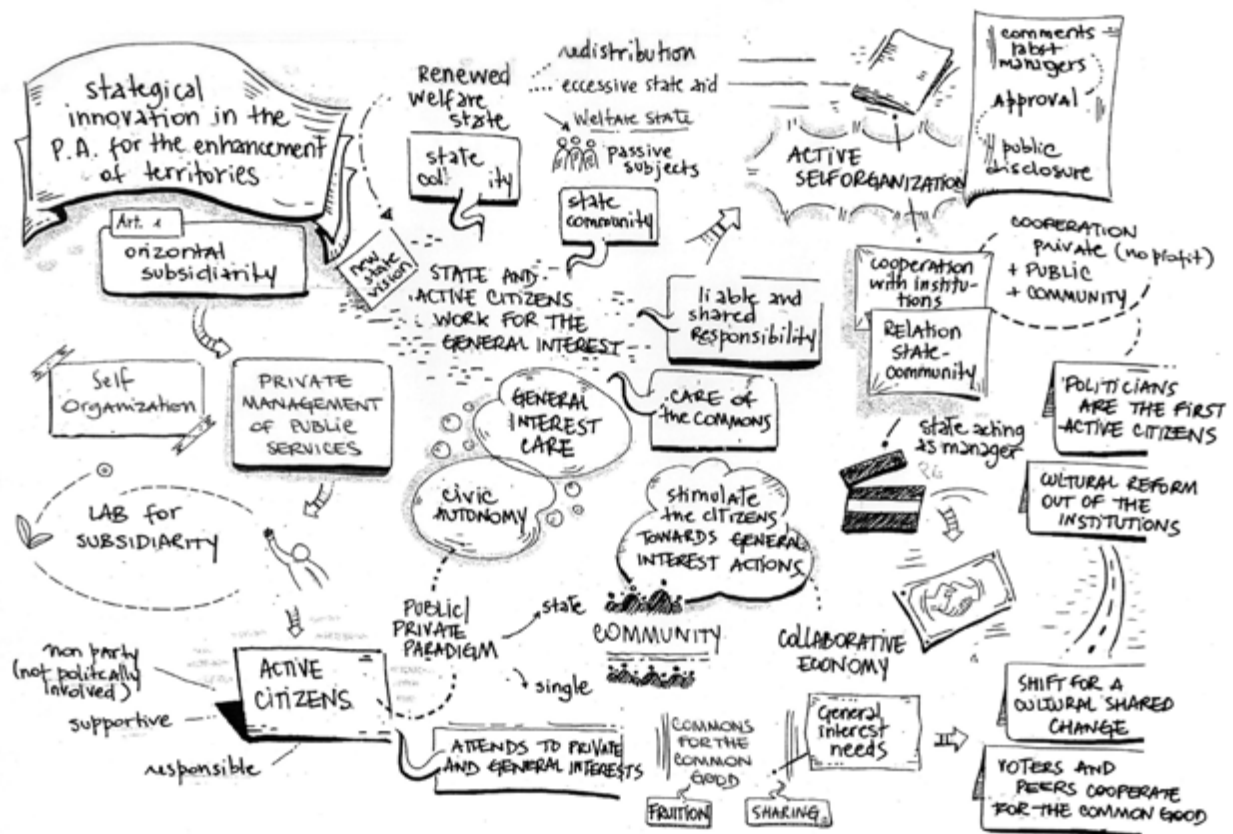 stategical
innovation in the
P.A. for the enhancement
of territories
Art. 1
orizontal
subsidiarity
new
state
vision
RENEWED
welfare
state
redistribution
eccessive state aid
Welfare state
Passive
subjects
state
col ity
state
community
STATE AND
ACTIVE CITIZENS
WORK FOR THE
GENERAL INTEREST
ACTIVE
SELFORGANIZATION
comments
managers
Approval
public
disclosure
COOPERATION
private (no profit)
+ PUBLIC
+ COMMUNITY
cooperation
with institu-
tions
RELATION
STATE-
community
liable and
shared
RESPONSIBILITY
CARE OF
the commons
Self
Organization
PRIVATE
MANAGEMENT
OF PUBLIC
SERVICES
GENERAL
INTEREST
CARE
civic
AUTONOMY
stimulate
the CITIZENS
TOWARDS GENERAL
INTEREST ACTIONS
state acting
as manager
POLITICIANS
ARE THE FIRST
ACTIVE CITIZENS
CULTURAL REFORM
OUT OF THE
INSTITUTIONS
LAB for
SUBSIDIARITY
PUBLIC/
PRIVATE
PARADIGM
state
single
COMMUNITY
COLLABORATIVE
ECONOMY
non party
(not politcally
involved)
supportive
responsible
ACTIVE
CITIZENS
ATTENDS TO PRIVATE
AND GENERAL INTERESTS
COMMONS
FOR THE
COMMON
GOOD
FRUITION
SHARING
General
interest
needs
SHIFT FOR A
CULTURAL SHARED
CHANGE
VOTERS AND
PEERS COOPERATE
FOR THE COMMON GOOD